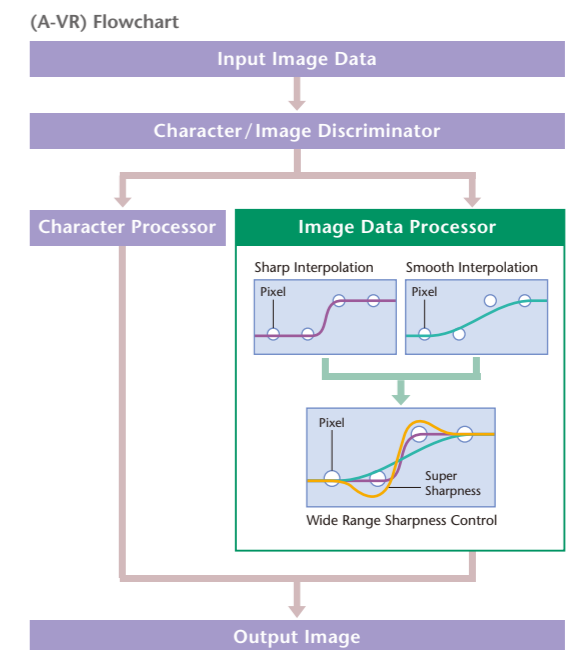 (A-VR) Flowchart
Input Image Data
Character/Image Discriminator
Character Processor
Image Data Processor
Sharp Interpolation
Smooth Interpolation
Pixel
Pixel
Pixel
Super
Sharpness
Wide Range Sharpness Control
Output Image